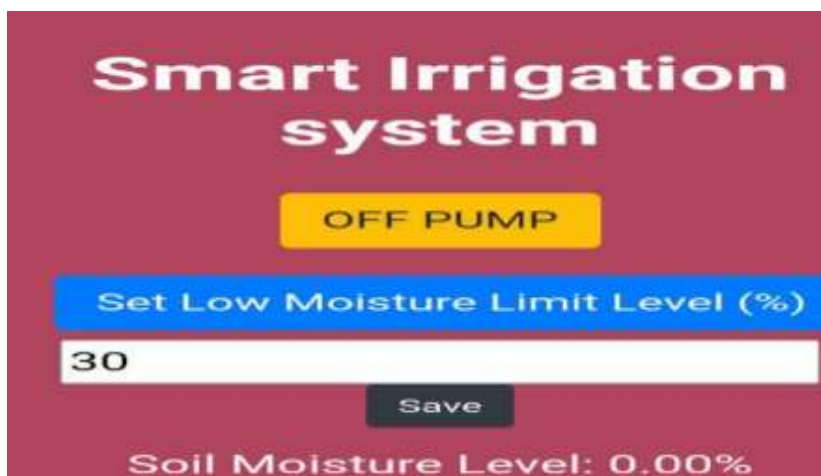 Smart Irrigation
system
OFF PUMP
Set Low Moisture Limit Level (%)
30
Save
Soil Moisture Level: 0.00%